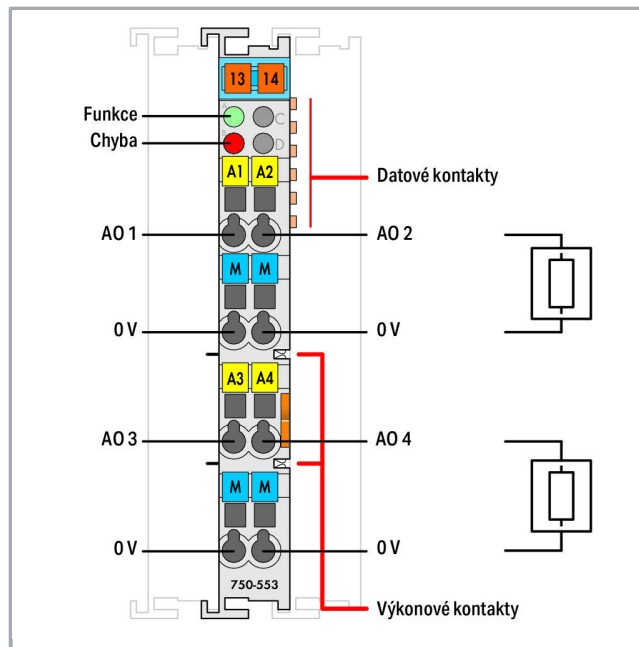 13 14
A C
Funkce
Chyba
D
A1 A2
Datové kontakty
AO 1
AO 2
M M
0 V
0 V
A3 A4
AO 3
AO 4
M M
0 V
0 V
750-553
Výkonové kontakty